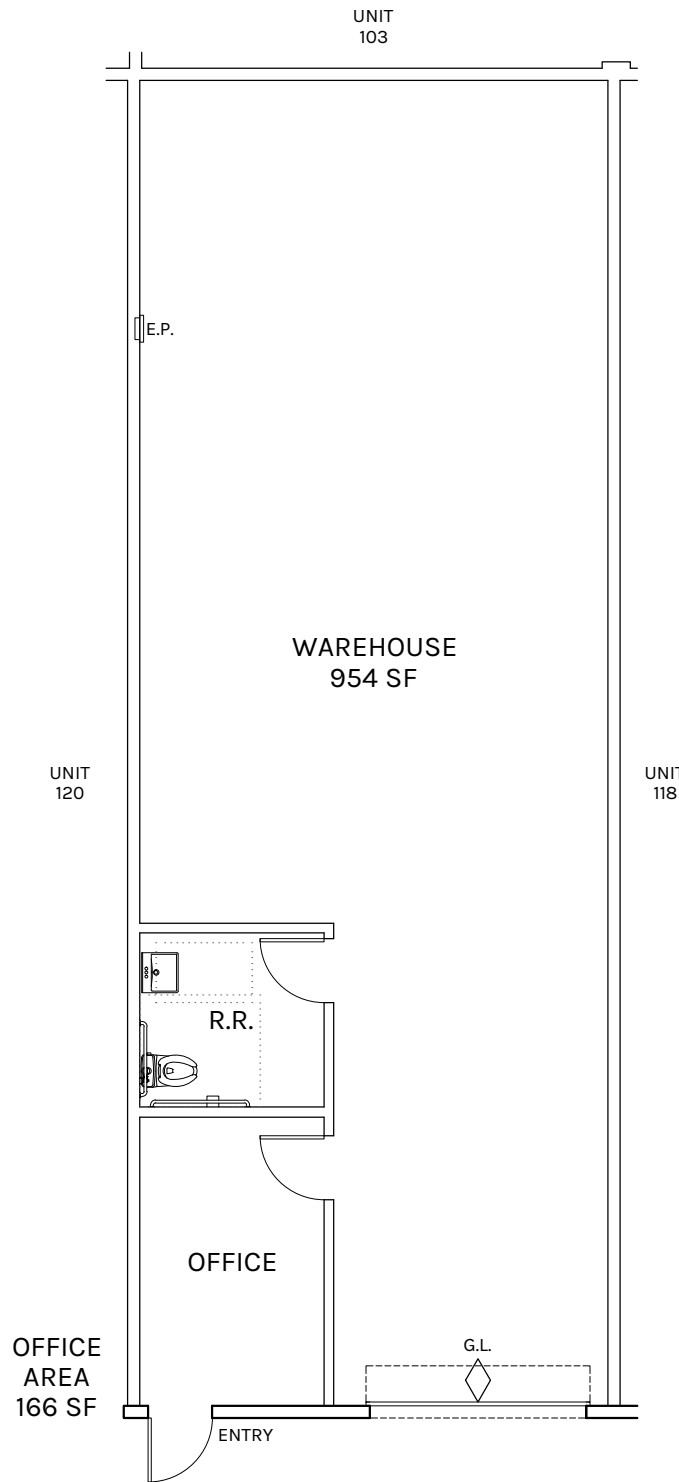 UNIT
103
E.P.
WAREHOUSE
954 SF
UNIT
120
UNIT
118
R.R.
OFFICE
OFFICE
AREA
166 SF
G.L.
ENTRY